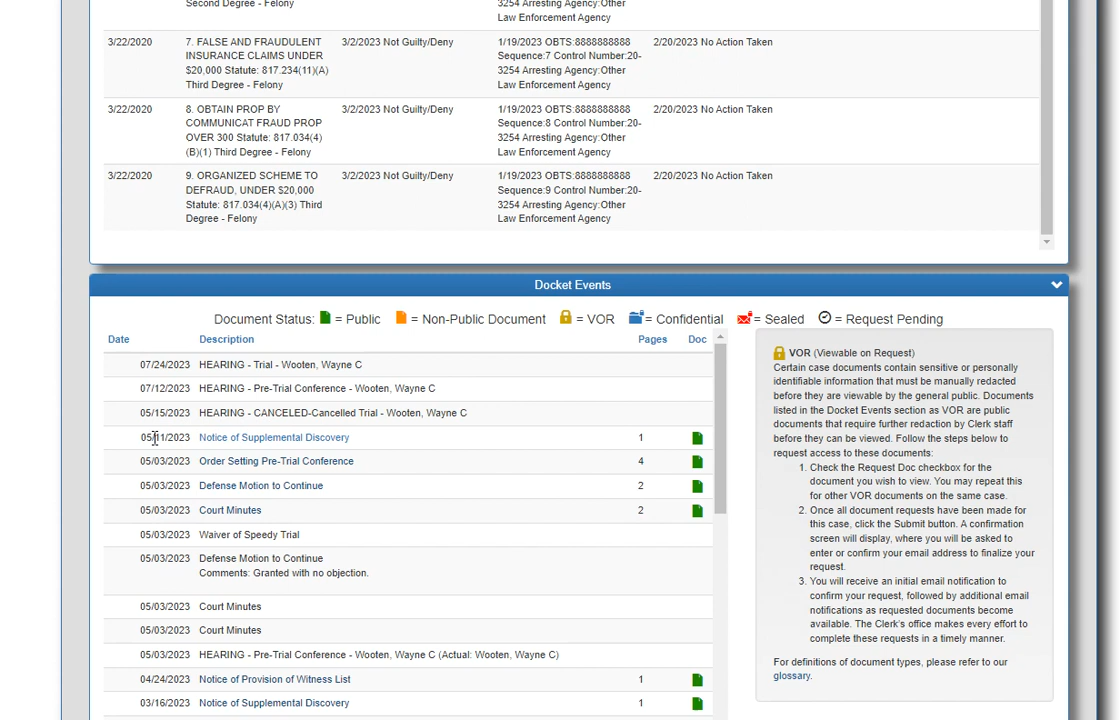 Second Degree - Felony
3254 Arresting Agency:Other
Law Enforcement Agency
3/22/2020 7. FALSE AND FRAUDULENT 3/2/2023 Not Guilty/Deny 1/19/2023 OBTS:8888888888 2/20/2023 No Action Taken
INSURANCE CLAIMS UNDER Sequence:7 Control Number:20-
$20,000 Statute: 817.234(11)(A) 3254 Arresting Agency:Other
Third Degree - Felony Law Enforcement Agency
3/22/2020 8. OBTAIN PROP BY 3/2/2023 Not Guilty/Deny 1/19/2023 OBTS:8888888888 2/20/2023 No Action Taken
COMMUNICAT FRAUD PROP Sequence:8 Control Number:20-
OVER 300 Statute: 817.034(4) 3254 Arresting Agency:Other
(B)(1) Third Degree - Felony Law Enforcement Agency
3/22/2020 9. ORGANIZED SCHEME TO 3/2/2023 Not Guilty/Deny 1/19/2023 OBTS:8888888888 2/20/2023 No Action Taken
DEFRAUD, UNDER $20,000 Sequence:9 Control Number:20-
Statute: 817.034(4)(A)(3) Third 3254 Arresting Agency:Other
Degree - Felony Law Enforcement Agency
Docket Events
Document Status: = Public = Non-Public Document = VOR = Confidential = Sealed = Request Pending
Date Description Pages Doc
07/24/2023 HEARING - Trial - Wooten, Wayne C
07/12/2023 HEARING - Pre-Trial Conference - Wooten, Wayne C
05/15/2023 HEARING - CANCELED-Cancelled Trial - Wooten, Wayne C
05/11/2023 Notice of Supplemental Discovery 1
05/03/2023 Order Setting Pre-Trial Conference 4
05/03/2023 Defense Motion to Continue 2
05/03/2023 Court Minutes 2
05/03/2023 Waiver of Speedy Trial
05/03/2023 Defense Motion to Continue
Comments: Granted with no objection.
05/03/2023 Court Minutes
05/03/2023 Court Minutes
05/03/2023 HEARING - Pre-Trial Conference - Wooten, Wayne C (Actual: Wooten, Wayne C)
04/24/2023 Notice of Provision of Witness List 1
03/16/2023 Notice of Supplemental Discovery 1
VOR (Viewable on Request)
Certain case documents contain sensitive or personally
identifiable information that must be manually redacted
before they are viewable by the general public. Documents
listed in the Docket Events section as VOR are public
documents that require further redaction by Clerk staff
before they can be viewed. Follow the steps below to
request access to these documents:
1. Check the Request Doc checkbox for the
document you wish to view. You may repeat this
for other VOR documents on the same case.
2. Once all document requests have been made for
this case, click the Submit button. A confirmation
screen will display, where you will be asked to
enter or confirm your email address to finalize your
request.
3. You will receive an initial email notification to
confirm your request, followed by additional email
notifications as requested documents become
available. The Clerk's office makes every effort to
complete these requests in a timely manner.
For definitions of document types, please refer to our
glossary.